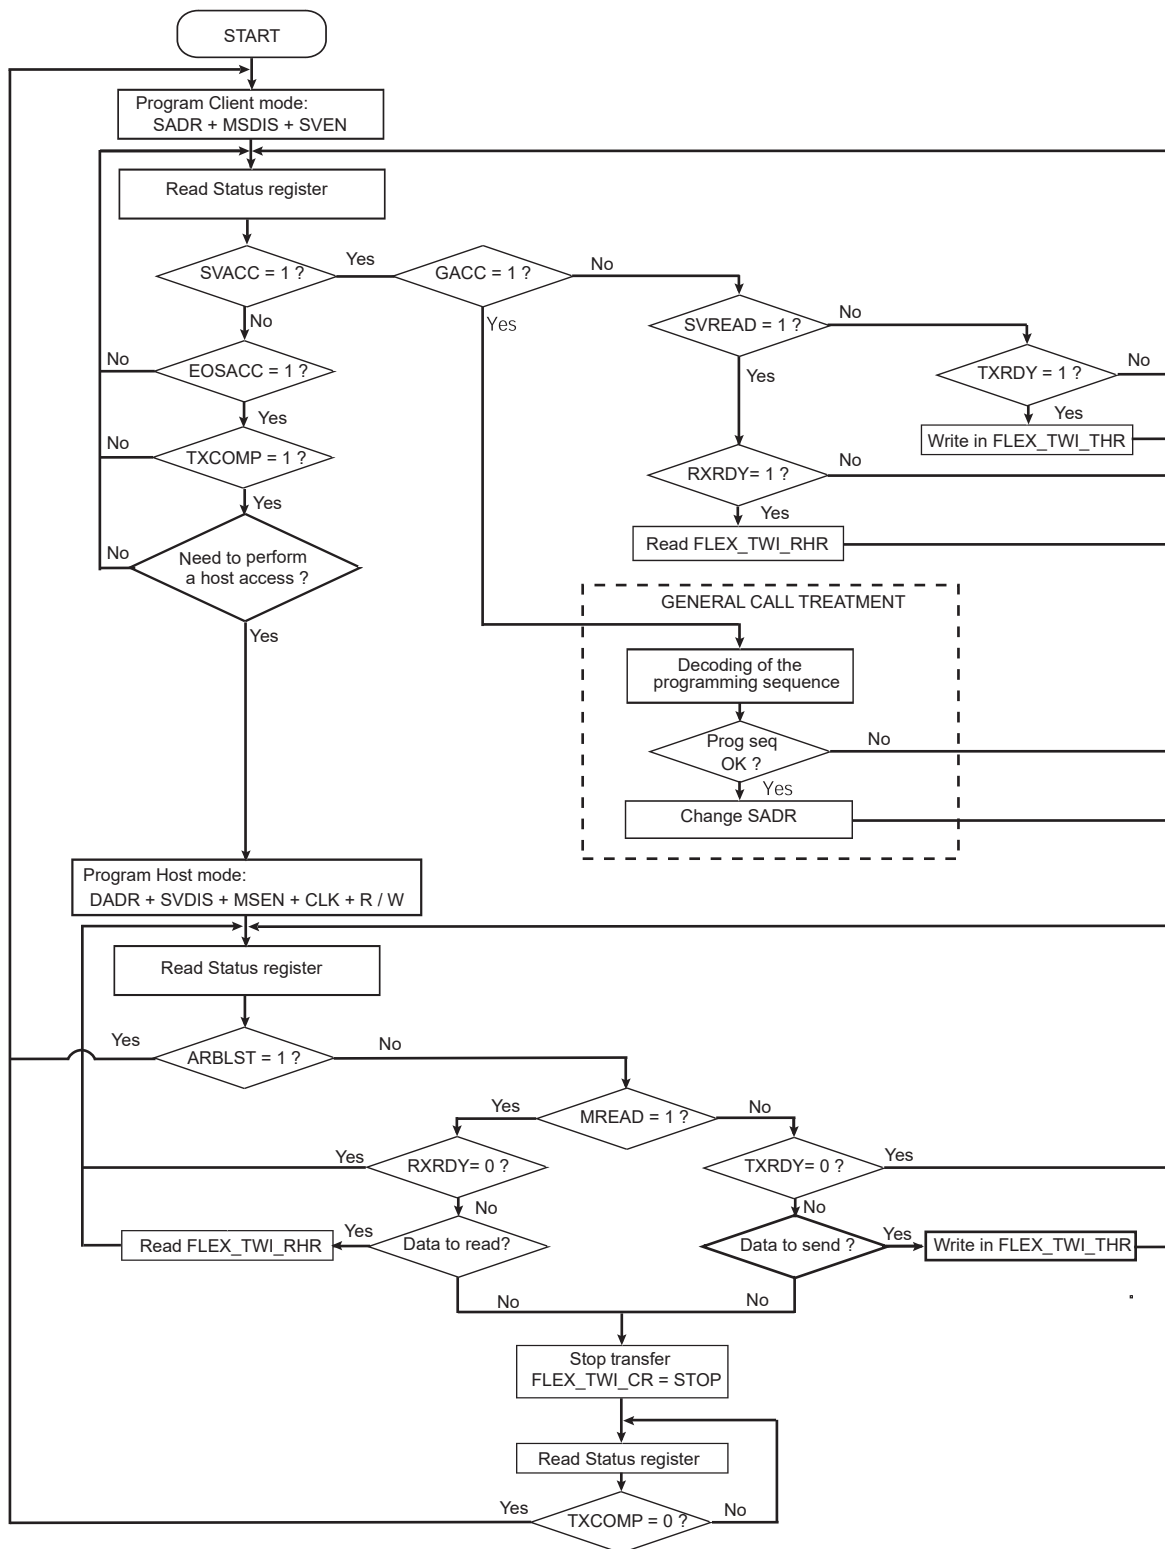 START
Program Client mode:
SADR + MSDIS + SVEN
Read Status register
SVACC = 1 ?
Yes
GACC = 1 ?
No
No
Yes
SVREAD = 1 ?
No
EOSACC = 1 ?
No
Yes
Yes
TXRDY = 1 ?
No
Yes
Write in FLEX_TWI_THR
TXCOMP = 1 ?
No
Yes
RXRDY= 1 ?
No
Yes
Read FLEX_TWI_RHR
Need to perform
a host access ?
No
Yes
GENERAL CALL TREATMENT
Decoding of the
programming sequence
Prog seq
OK ?
No
Yes
Change SADR
Program Host mode:
DADR + SVDIS + MSEN + CLK + R / W
Read Status register
ARBLST = 1 ?
Yes
No
MREAD = 1 ?
Yes
No
RXRDY= 0 ?
Yes
No
TXRDY= 0 ?
Yes
No
Read FLEX_TWI_RHR
Yes
Data to read?
No
Data to send ?
Yes
Write in FLEX_TWI_THR
No
Stop transfer
FLEX_TWI_CR = STOP
Read Status register
TXCOMP = 0 ?
Yes
No